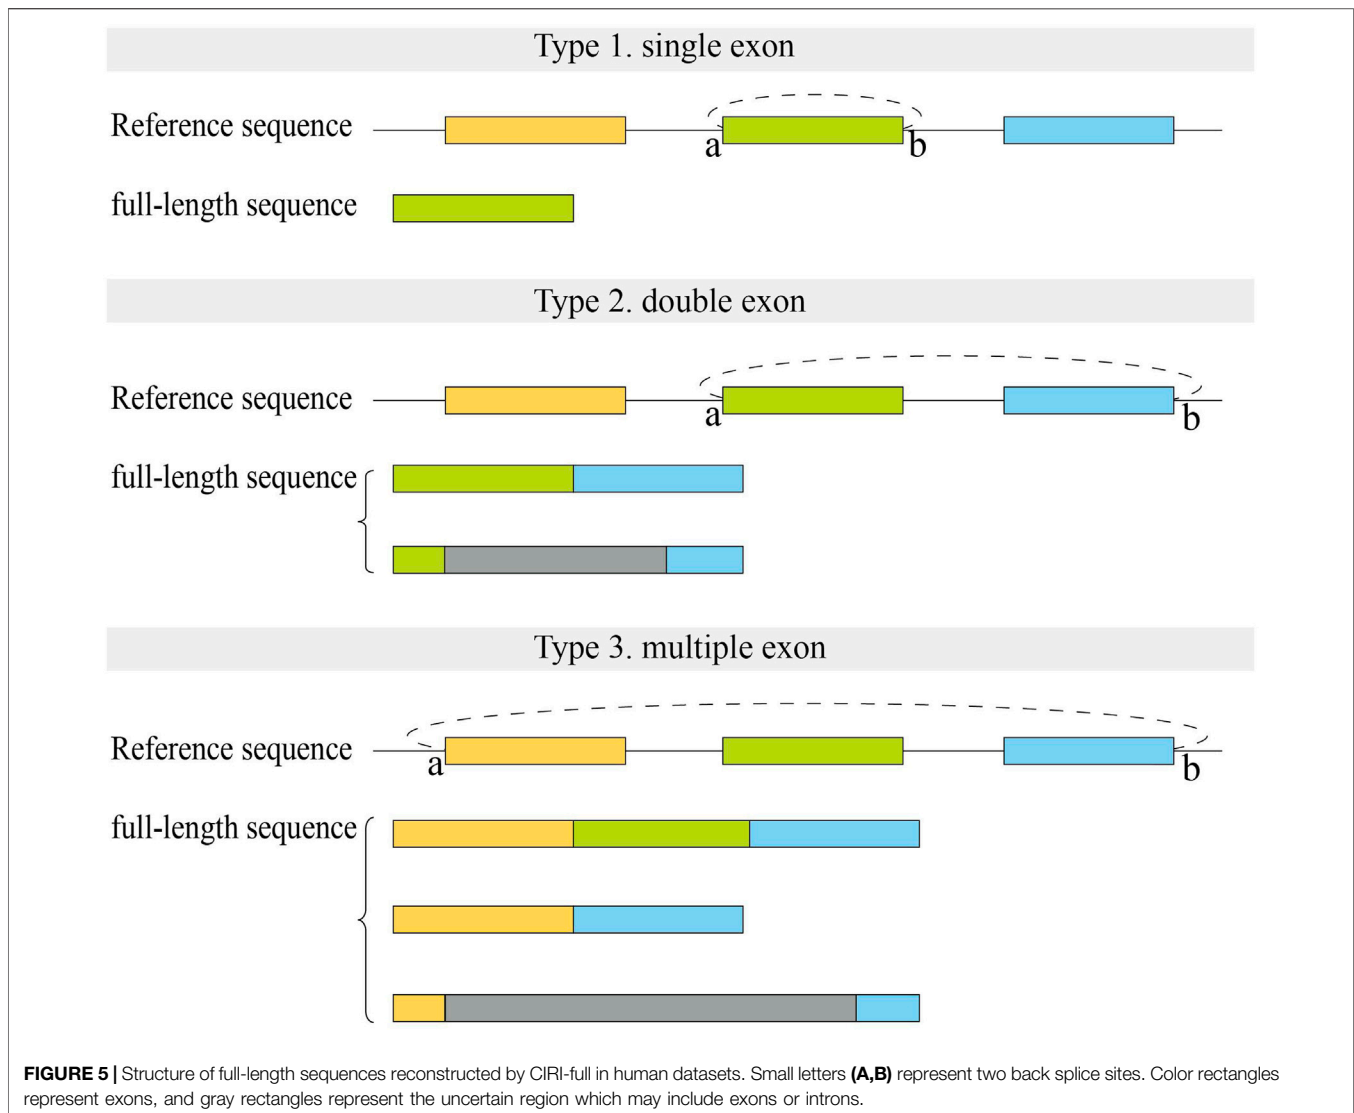 Type 1. single exon
Reference sequence
a
b
full-length sequence
Type 2. double exon
Reference sequence
a
b
full-length sequence
Type 3. multiple exon
Reference sequence
a
b
full-length sequence
FIGURE 5 | Structure of full-length sequences reconstructed by CIRI-full in human datasets. Small letters (A,B) represent two back splice sites. Color rectangles
represent exons, and gray rectangles represent the uncertain region which may include exons or introns.